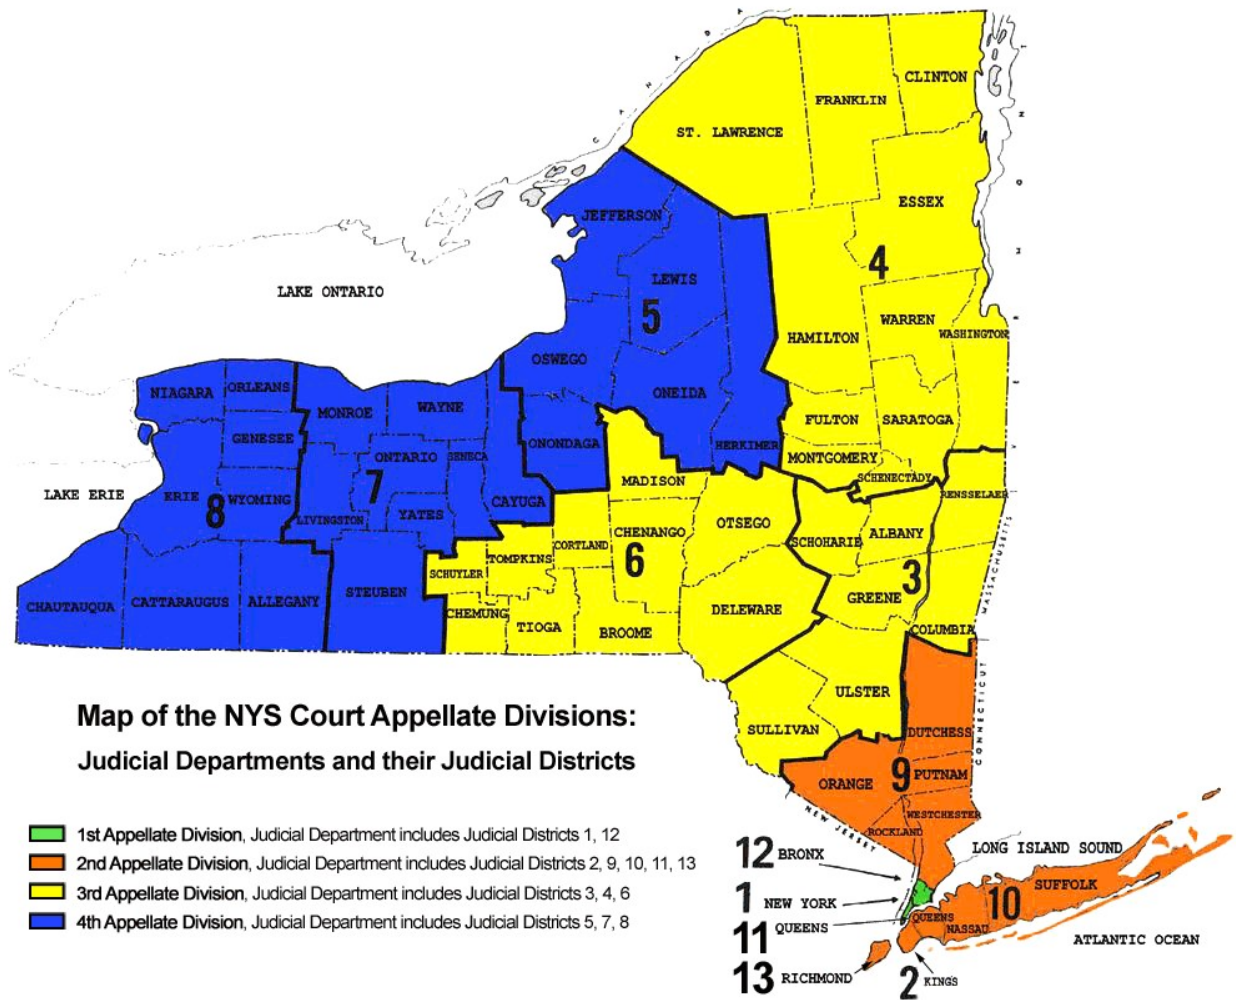 CANADA
CLINTON
FRANKLIN
ST. LAWRENCE
ESSEX
JEFFERSON
4
LEWIS
LAKE ONTARIO
5
WARREN
WASHINGTON
HAMILTON
OSWEGO
NIAGARA
ORLEANS
ONEIDA
MONROE
WAYNE
FULTON
SARATOGA
GENESEE
ONONDAGA
HERKIMER
ONTARIO
SENECA
MONTGOMERY
SCHENECTADY
MADISON
LAKE ERIE
ERIE
8
WYOMING
7
CAYUGA
RENSSELAER
LIVINGSTON
YATES
OTSEGO
CHENANGO
SCHOHARIE
ALBANY
MASSACHUSETTS
CORTLAND
TOMPKINS
6
SCHUYLER
3
STEUBEN
GREENE
CHAUTAUQUA
CATTARAUGUS
ALLEGANY
CHEMUNG
DELEWARE
TIOGA
BROOME
COLUMBIA
ULSTER
CONNECTICUT
SULLIVAN
DUTCHESS
Map of the NYS Court Appellate Divisions:
Judicial Departments and their Judicial Districts
ORANGE
9
PUTNAM
NEW JERSEY
WESTCHESTER
ROCKLAND
1st Appellate Division, Judicial Department includes Judicial Districts 1, 12
2nd Appellate Division, Judicial Department includes Judicial Districts 2, 9, 10, 11, 13
3rd Appellate Division, Judicial Department includes Judicial Districts 3, 4, 6
4th Appellate Division, Judicial Department includes Judicial Districts 5, 7, 8
12 BRONX
LONG ISLAND SOUND
1 NEW YORK
SUFFOLK
10
11 QUEENS
QUEENS
NASSAU
ATLANTIC OCEAN
13 RICHMOND
2 KINGS